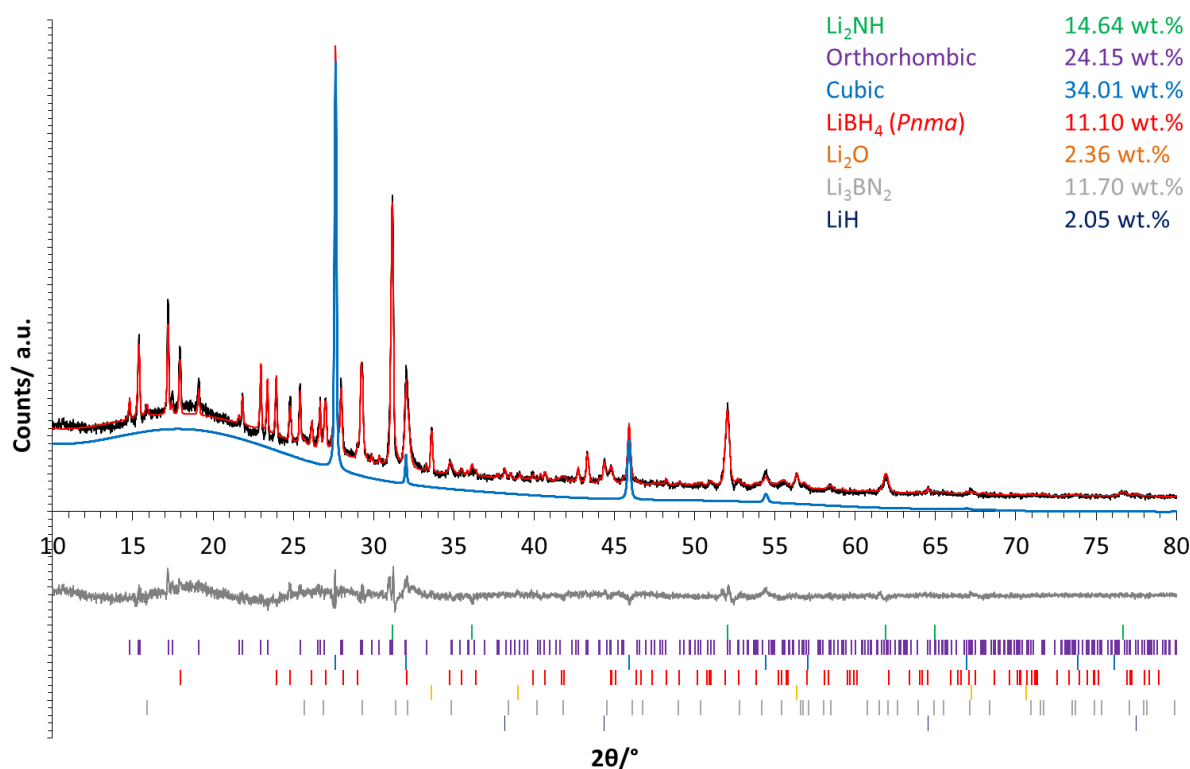 Li₂NH 14.64 wt.%
Orthorhombic 24.15 wt.%
Cubic 34.01 wt.%
LiBH₄ (Pnma) 11.10 wt.%
Li₂O 2.36 wt.%
Li₃BN₂ 11.70 wt.%
LiH 2.05 wt.%
Counts/ a.u.
10 15 20 25 30 35 40 45 50 55 60 65 70 75 80
2θ/°